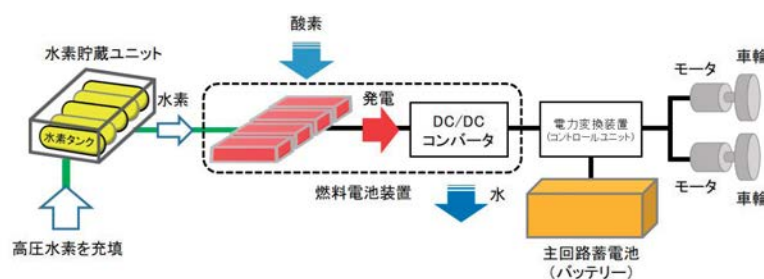 酸素
水素貯蔵ユニット
水素
水素タンク
高圧水素を充填
発電
DC/DC
コンバータ
燃料電池装置
水
電力変換装置
(コントロールユニット)
主回路蓄電池
(バッテリー)
モータ
車輪
モータ
車輪